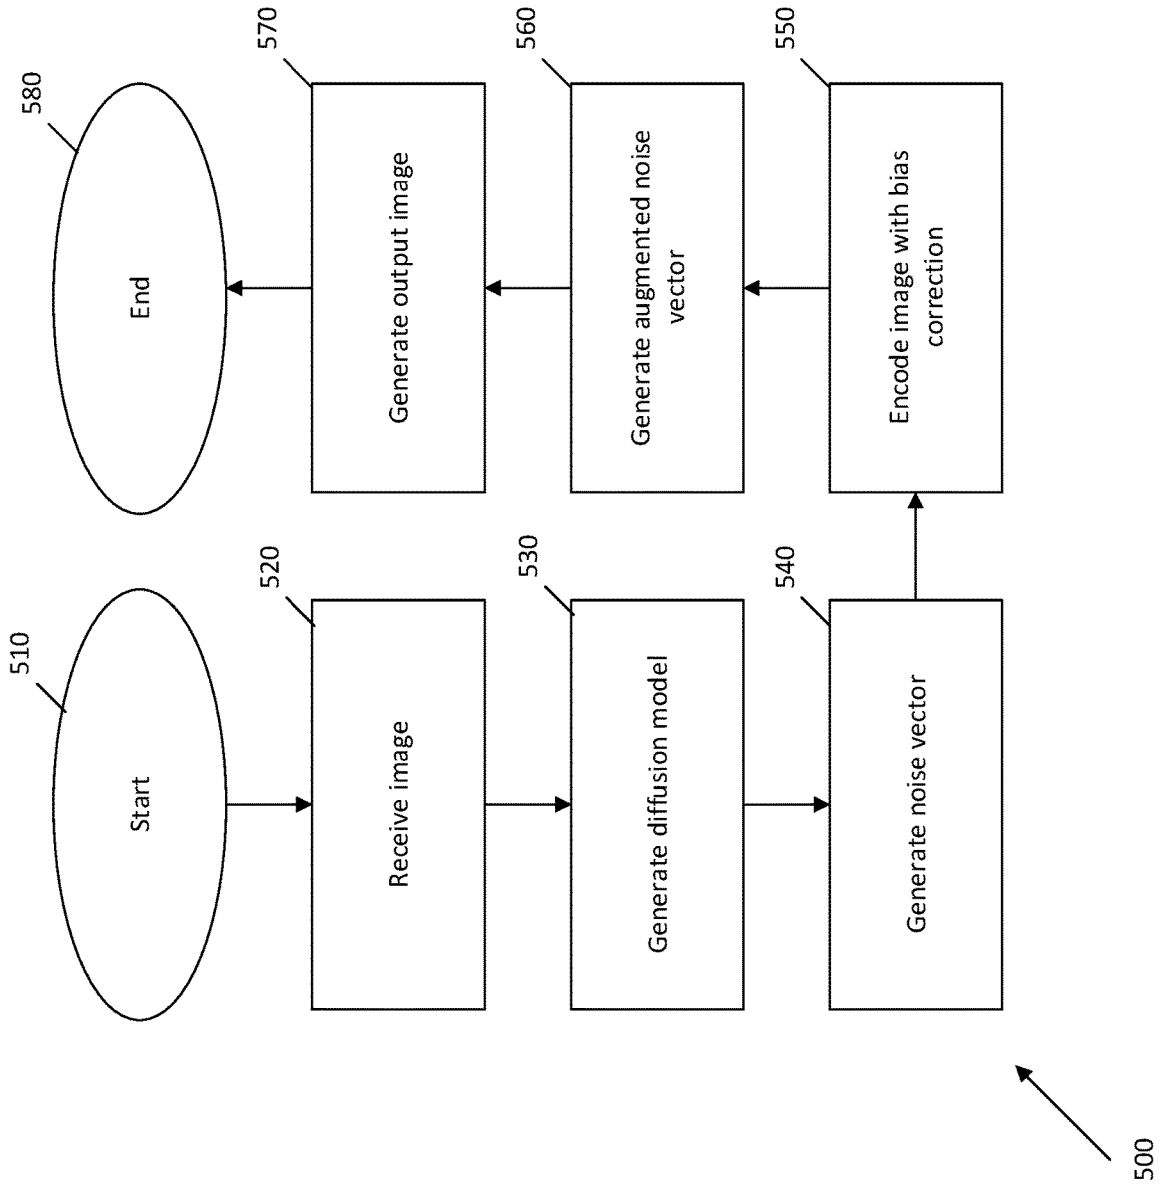 510
Start
520
Receive image
530
Generate diffusion model
540
Generate noise vector
550
Encode image with bias
correction
560
Generate augmented noise
vector
570
Generate output image
580
End
500